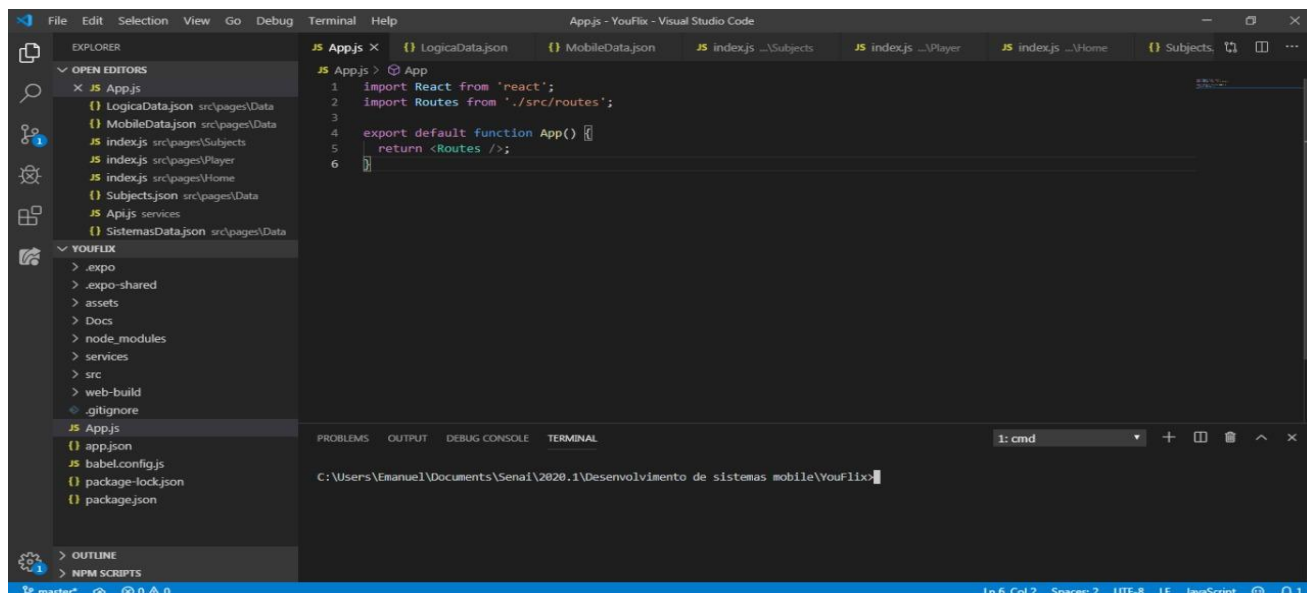 File Edit Selection View Go Debug Terminal Help
App.js - YouFlix - Visual Studio Code
EXPLORER
OPEN EDITORS
JS App.js
{} LogicaData.json src\pages\Data
{} MobileData.json src\pages\Data
JS index.js src\pages\Subjects
JS index.js src\pages\Player
JS index.js src\pages\Home
{} Subjects.json src\pages\Data
JS Api.js services
{} SistemasData.json src\pages\Data
YOUFLIX
> .expo
> .expo-shared
> assets
> Docs
> node_modules
> services
> src
> web-build
.gitignore
JS App.js
{} app.json
JS babel.config.js
{} package-lock.json
{} package.json
> OUTLINE
> NPM SCRIPTS
1
1
JS App.js {} LogicaData.json {} MobileData.json JS index.js ...\Subjects JS index.js ...\Player JS index.js ...\Home {} Subjects.
JS App.js > App
1 import React from 'react';
2 import Routes from './src/routes';
3
4 export default function App() {
5 return <Routes />;
6 }
PROBLEMS OUTPUT DEBUG CONSOLE TERMINAL
1: cmd
C:\Users\Emanuel\Documents\Senai\2020.1\Desenvolvimento de sistemas mobile\YouFlix>
master* 0 0 Ln 6, Col 2 Spaces: 2 UTF-8 LF JavaScript 1